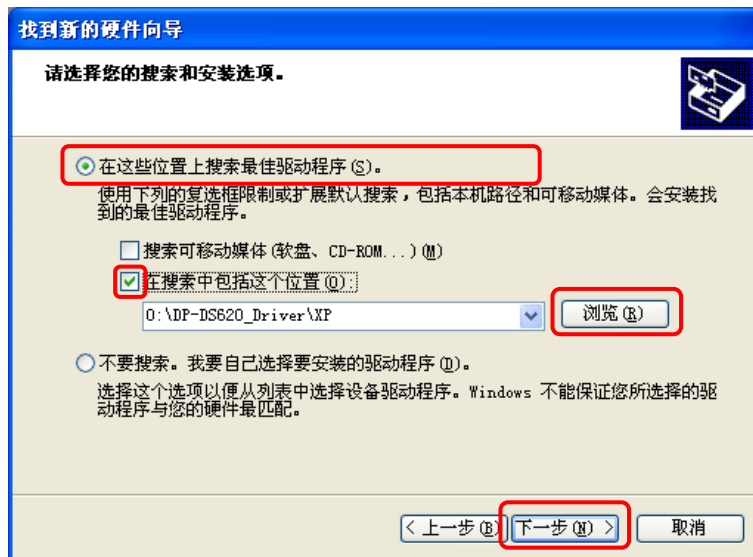 找到新的硬件向导
请选择您的搜索和安装选项。
在这些位置上搜索最佳驱动程序(S)。
使用下列的复选框限制或扩展默认搜索，包括本机路径和可移动媒体。会安装找
到的最佳驱动程序。
搜索可移动媒体(软盘、CD-ROM...)(M)
在搜索中包括这个位置(O):
O:\DP-DS620_Driver\XP
浏览(R)
不要搜索。我要自己选择要安装的驱动程序(D)。
选择这个选项以便从列表中选择设备驱动程序。Windows 不能保证您所选择的驱
动程序与您的硬件最匹配。
< 上一步(B)
下一步(N) >
取消